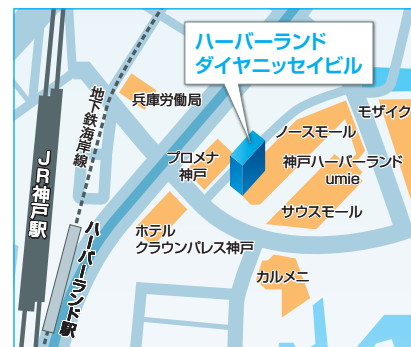 ハーバーランド
ダイヤニッセイビル
兵庫労働局
モザイク
地下鉄海岸線
ノースモール
プロメナ
神戸
神戸ハーバーランド
umie
JR神戸駅
サウスモール
ハーバーランド駅
ホテル
クラウンパレス神戸
カルメニ